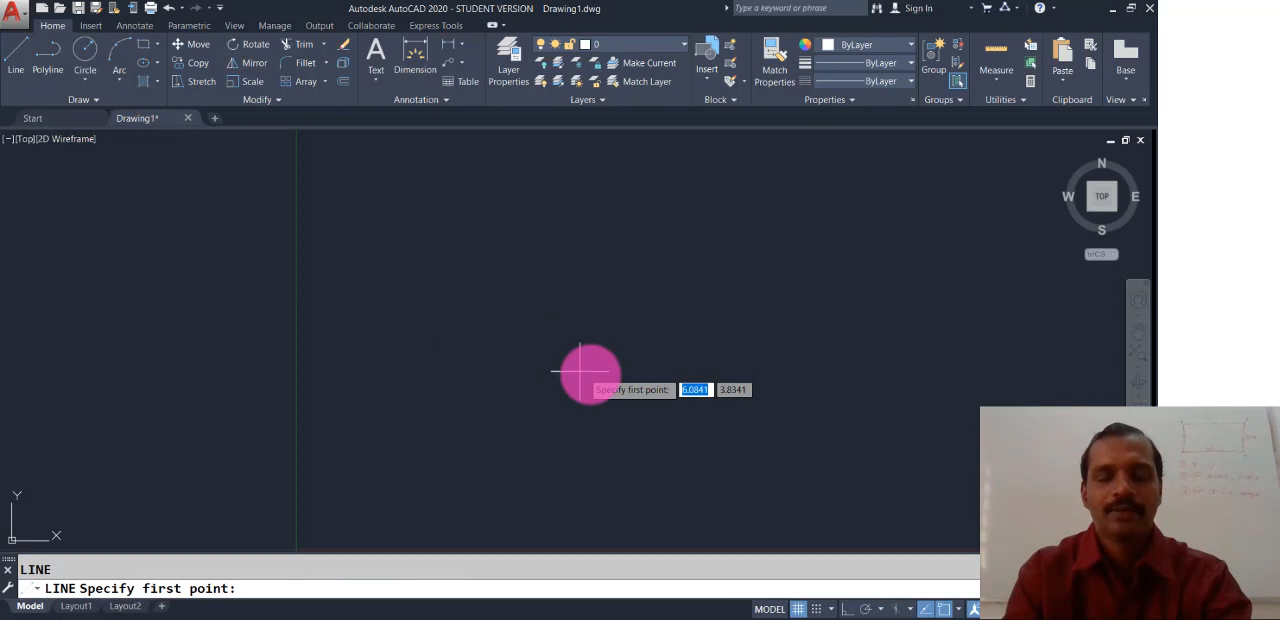 Autodesk AutoCAD 2020 - STUDENT VERSION Drawing1.dwg
Type a keyword or phrase
Sign In
Home Insert Annotate Parametric View Manage Output Collaborate Express Tools
Line Polyline Circle Arc
Move Rotate Trim
Copy Mirror Fillet
Stretch Scale Array
Text Dimension
Table
Layer
Properties
0
Make Current
Match Layer
Insert
Match
Properties
ByLayer
ByLayer
ByLayer
Group
Measure
Paste
Base
Draw Modify Annotation Layers Block Properties Groups Utilities Clipboard View
Start Drawing1*
[−][Top][2D Wireframe]
N
W TOP E
S
WCS
Specify first point: 6.0841 3.8341
Y
X
LINE
LINE Specify first point:
Model Layout1 Layout2
MODEL